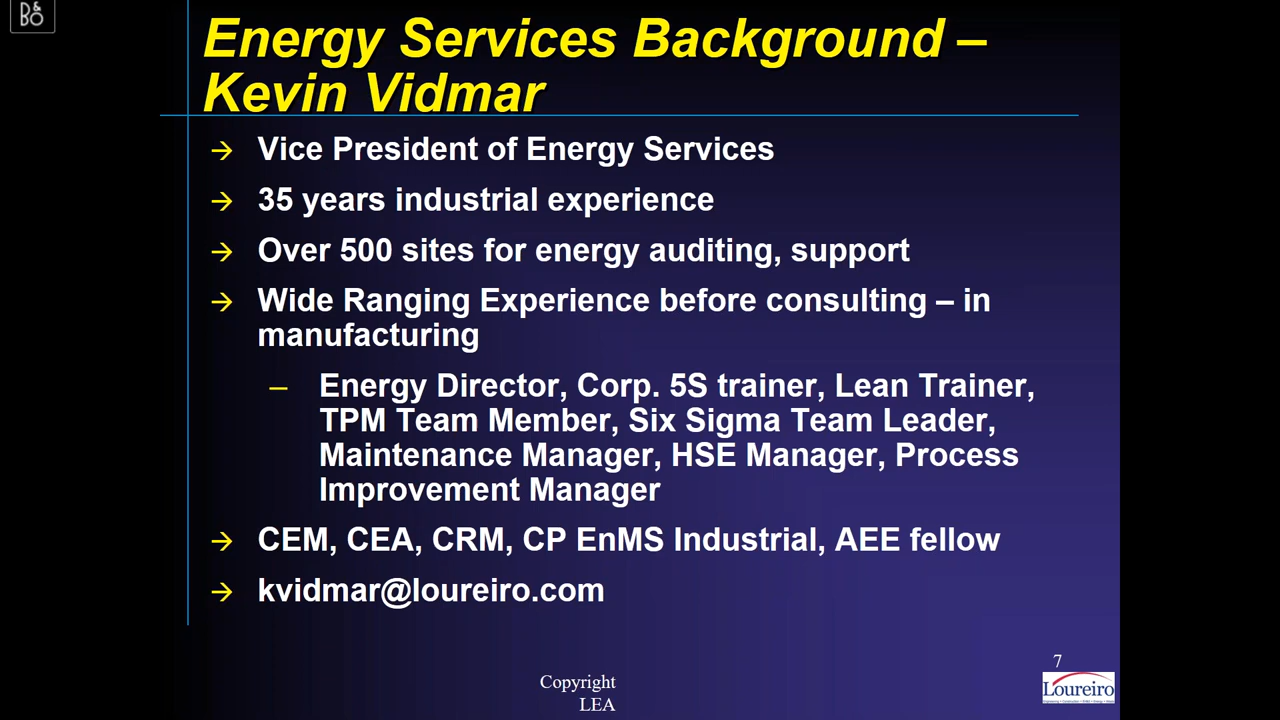 B&O
Energy Services Background –
Kevin Vidmar
→ Vice President of Energy Services
→ 35 years industrial experience
→ Over 500 sites for energy auditing, support
→ Wide Ranging Experience before consulting – in
manufacturing
– Energy Director, Corp. 5S trainer, Lean Trainer,
TPM Team Member, Six Sigma Team Leader,
Maintenance Manager, HSE Manager, Process
Improvement Manager
→ CEM, CEA, CRM, CP EnMS Industrial, AEE fellow
→ kvidmar@loureiro.com
Copyright
LEA
7
Loureiro